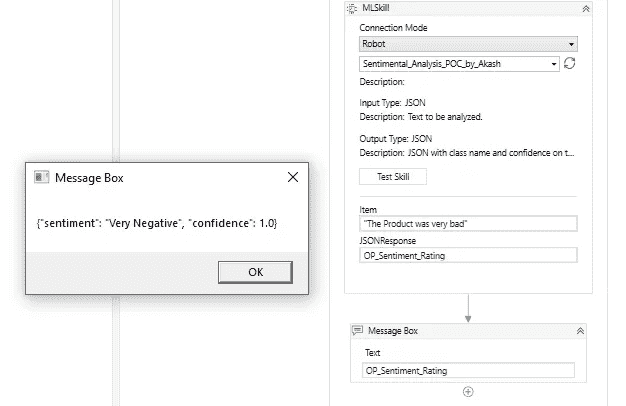 MLSkill
Connection Mode
Robot
Sentimental_Analysis_POC_by_Akash
Description:
Input Type: JSON
Description: Text to be analyzed.
Output Type: JSON
Description: JSON with class name and confidence on t...
Test Skill
Item
"The Product was very bad"
JSONResponse
OP_Sentiment_Rating
Message Box
{"sentiment": "Very Negative", "confidence": 1.0}
OK
Message Box
Text
OP_Sentiment_Rating